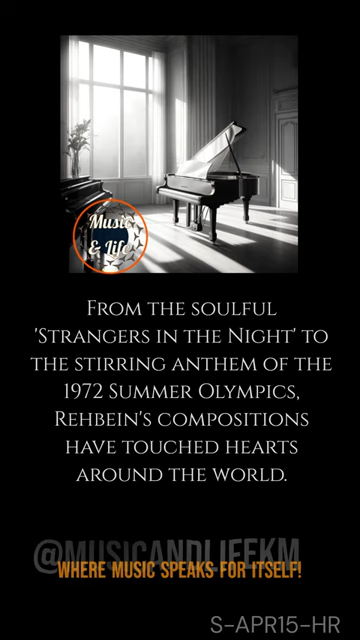 Music
& Life
From the soulful
'Strangers in the Night' to
the stirring anthem of the
1972 Summer Olympics,
Rehbein's compositions
have touched hearts
around the world.
@MUSICANDLIFEKM
WHERE MUSIC SPEAKS FOR ITSELF!
S-APR15-HR